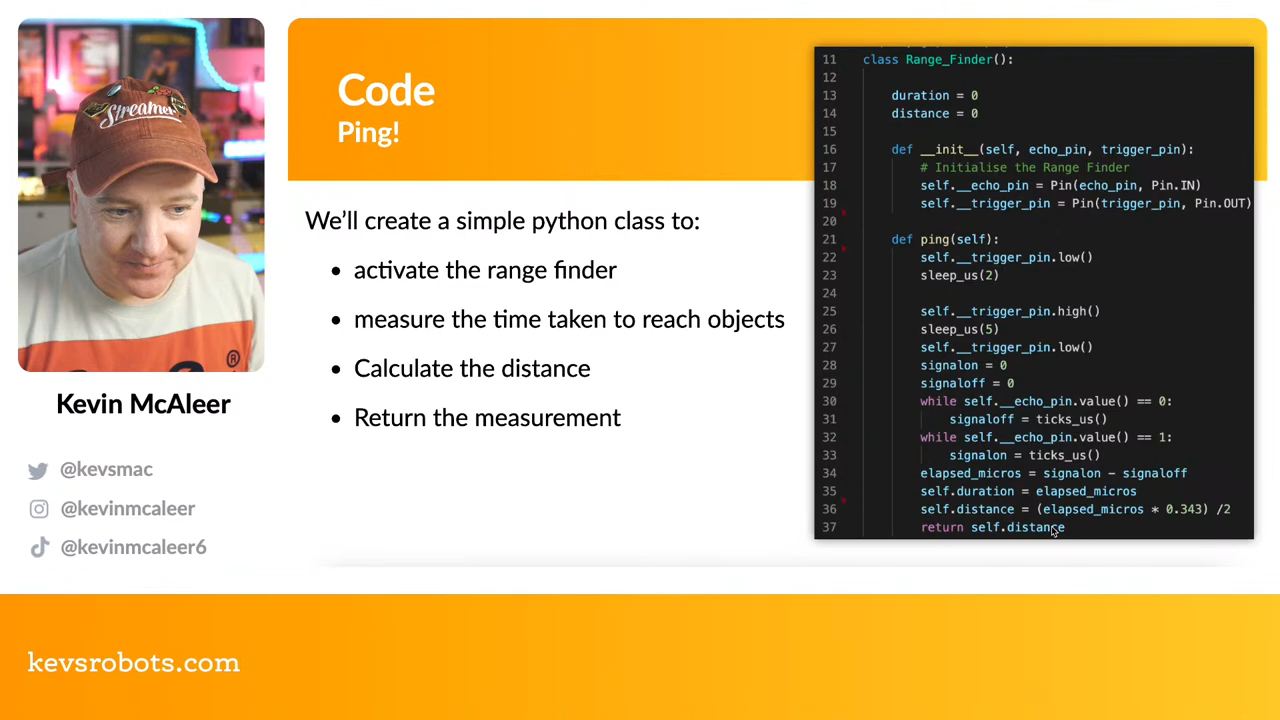 Streamer
®
Kevin McAleer
@kevsmac
@kevinmcaleer
@kevinmcaleer6
Code
Ping!
We’ll create a simple python class to:
• activate the range finder
• measure the time taken to reach objects
• Calculate the distance
• Return the measurement
11 class Range_Finder():
12
13 duration = 0
14 distance = 0
15
16 def __init__(self, echo_pin, trigger_pin):
17 # Initialise the Range Finder
18 self.__echo_pin = Pin(echo_pin, Pin.IN)
19 self.__trigger_pin = Pin(trigger_pin, Pin.OUT)
20
21 def ping(self):
22 self.__trigger_pin.low()
23 sleep_us(2)
24
25 self.__trigger_pin.high()
26 sleep_us(5)
27 self.__trigger_pin.low()
28 signalon = 0
29 signaloff = 0
30 while self.__echo_pin.value() == 0:
31 signaloff = ticks_us()
32 while self.__echo_pin.value() == 1:
33 signalon = ticks_us()
34 elapsed_micros = signalon - signaloff
35 self.duration = elapsed_micros
36 self.distance = (elapsed_micros * 0.343) /2
37 return self.distance
kevsrobots.com